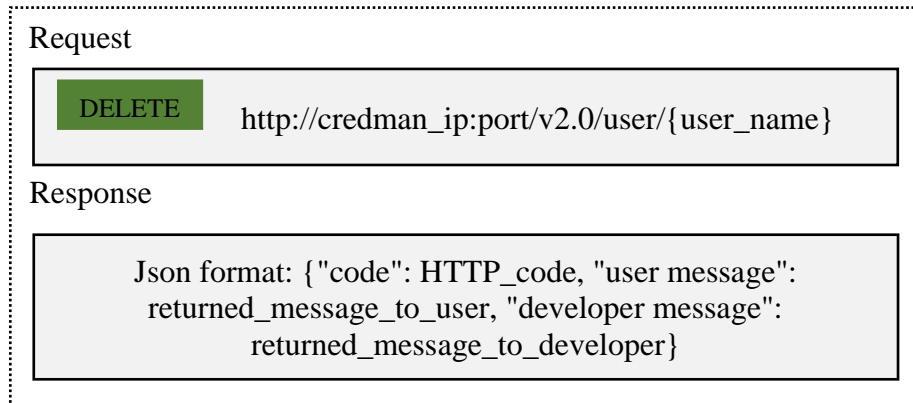 Request
DELETE
http://credman_ip:port/v2.0/user/{user_name}
Response
Json format: {"code": HTTP_code, "user message":
returned_message_to_user, "developer message":
returned_message_to_developer}